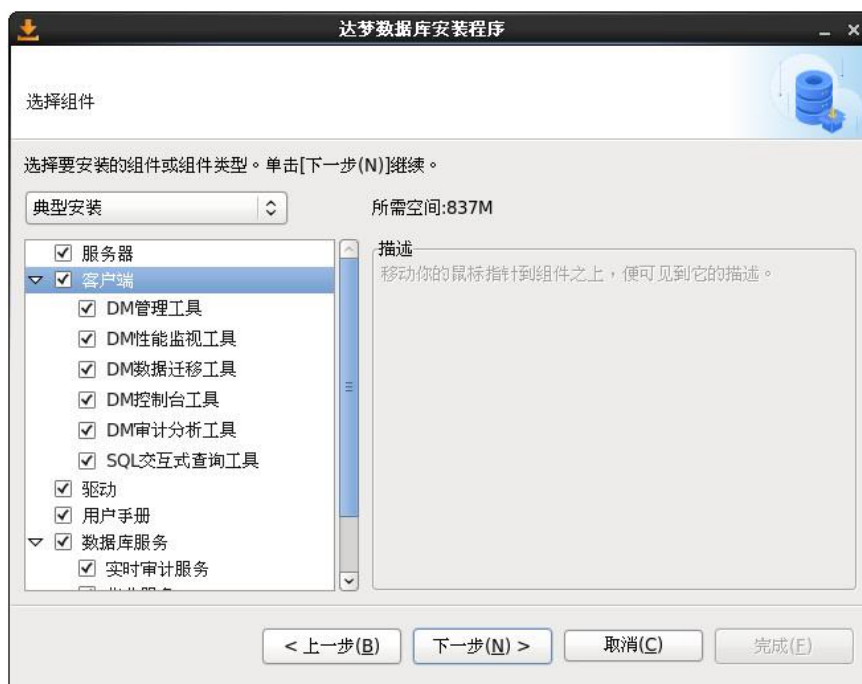 达梦数据库安装程序
选择组件
选择要安装的组件或组件类型。单击[下一步(N)]继续。
典型安装
所需空间:837M
服务器
客户端
DM管理工具
DM性能监视工具
DM数据迁移工具
DM控制台工具
DM审计分析工具
SQL交互式查询工具
驱动
用户手册
数据库服务
实时审计服务
描述
移动你的鼠标指针到组件之上，便可见到它的描述。
< 上一步(B)
下一步(N) >
取消(C)
完成(F)